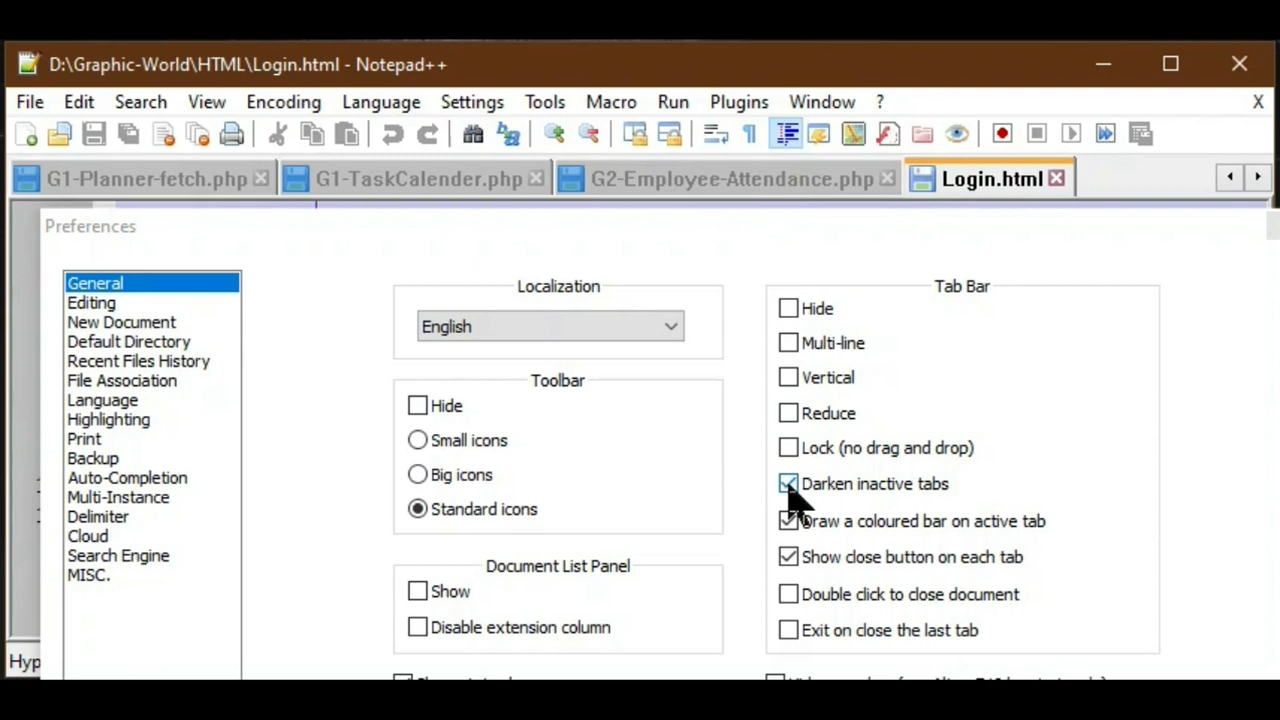 D:\Graphic-World\HTML\Login.html - Notepad++
File Edit Search View Encoding Language Settings Tools Macro Run Plugins Window ? X
G1-Planner-fetch.php G1-TaskCalender.php G2-Employee-Attendance.php Login.html
Preferences
General
Editing
New Document
Default Directory
Recent Files History
File Association
Language
Highlighting
Print
Backup
Auto-Completion
Multi-Instance
Delimiter
Cloud
Search Engine
MISC.
Localization
English
Toolbar
Hide
Small icons
Big icons
Standard icons
Document List Panel
Show
Disable extension column
Tab Bar
Hide
Multi-line
Vertical
Reduce
Lock (no drag and drop)
Darken inactive tabs
Draw a coloured bar on active tab
Show close button on each tab
Double click to close document
Exit on close the last tab
Hyp